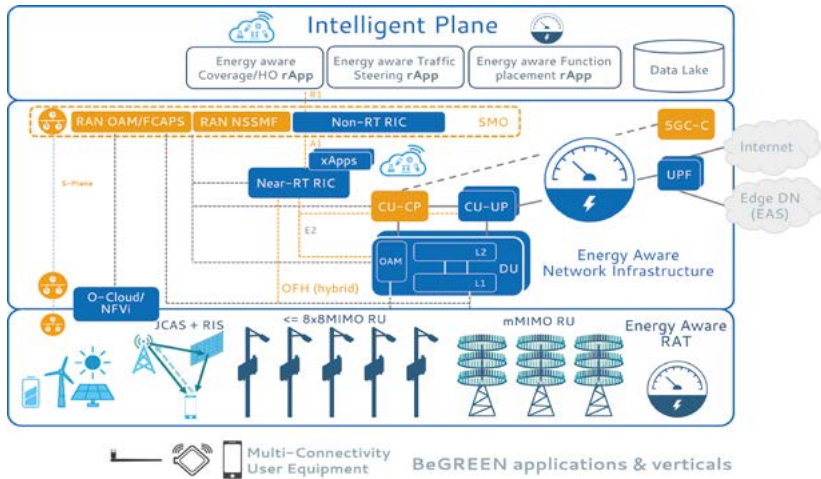 Intelligent Plane
Energy aware
Coverage/HO rApp
Energy aware Traffic
Steering rApp
Energy aware Function
placement rApp
Data Lake
R1
RAN OAM/FCAPS
RAN NSSMF
Non-RT RIC
SMO
5GC-C
A1
xApps
Near-RT RIC
Internet
UPF
S-Plane
CU-CP
CU-UP
Edge DN
(EAS)
E2
OAM
L2
DU
L1
Energy Aware
Network Infrastructure
OFH (hybrid)
O-Cloud/
NFVi
JCAS + RIS
<= 8x8MIMO RU
mMIMO RU
Energy Aware
RAT
Multi-Connectivity
User Equipment
BeGREEN applications & verticals